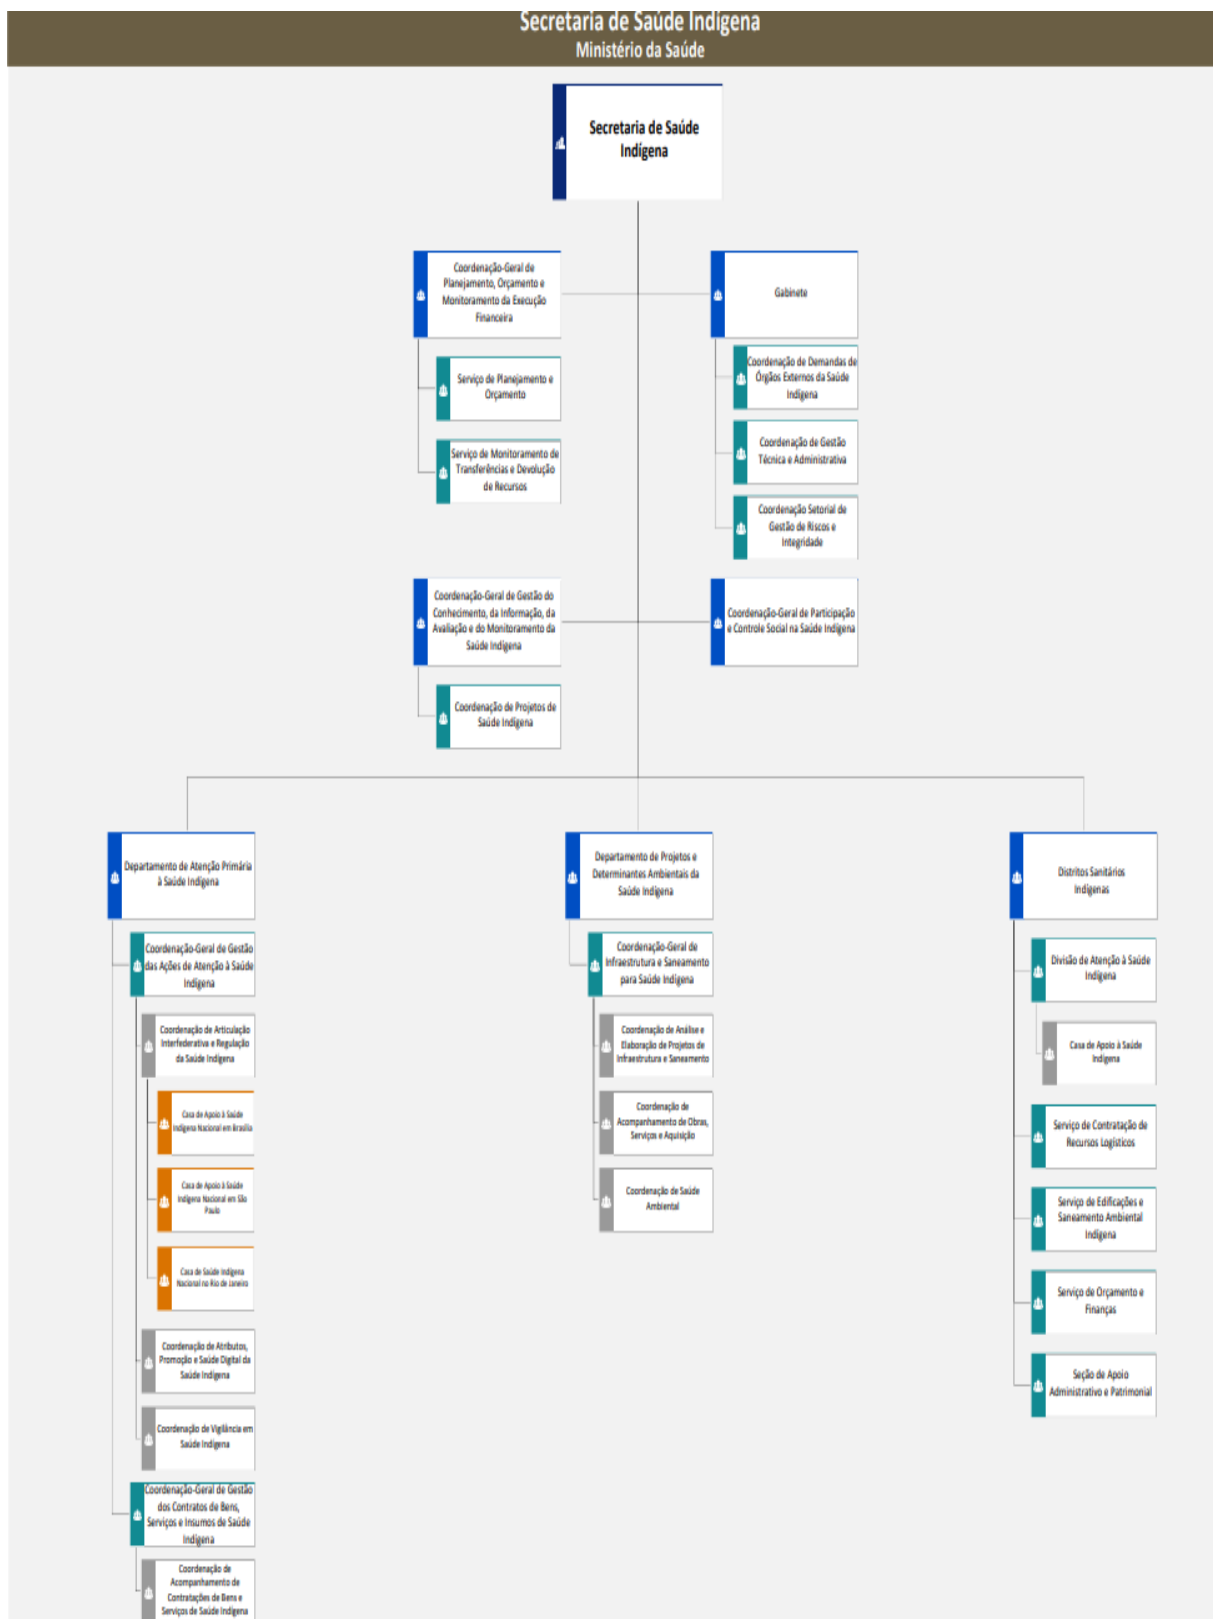 Secretaria de Saúde Indígena
Ministério da Saúde
Secretaria de Saúde
Indígena
Coordenação-Geral de
Planejamento, Orçamento e
Monitoramento da Execução
Financeira
Gabinete
Serviço de Planejamento e
Orçamento
Serviço de Monitoramento de
Transferências e Devolução
de Recursos
Coordenação de Demandas de
Órgãos Externos da Saúde
Indígena
Coordenação de Gestão
Técnica e Administrativa
Coordenação Setorial de
Gestão de Riscos e
Integridade
Coordenação-Geral de Gestão do
Conhecimento, da Informação, da
Avaliação e do Monitoramento da
Saúde Indígena
Coordenação-Geral de Participação
e Controle Social na Saúde Indígena
Coordenação de Projetos de
Saúde Indígena
Departamento de Atenção Primária
à Saúde Indígena
Coordenação-Geral de Gestão
das Ações de Atenção à Saúde
Indígena
Coordenação de Articulação
Interfederativa e Regulação
da Saúde Indígena
Casa de Apoio à Saúde
Indígena Nacional em Brasília
Casa de Apoio à Saúde
Indígena Nacional em São
Paulo
Casa de Saúde Indígena
Nacional no Rio de Janeiro
Coordenação de Atributos,
Promoção e Saúde Digital da
Saúde Indígena
Coordenação de Vigilância em
Saúde Indígena
Coordenação-Geral de Gestão
dos Contratos de Bens,
Serviços e Insumos de Saúde
Indígena
Coordenação de
Acompanhamento de
Contratações de Bens e
Serviços de Saúde Indígena
Departamento de Projetos e
Determinantes Ambientais da
Saúde Indígena
Coordenação-Geral de
Infraestrutura e Saneamento
para Saúde Indígena
Coordenação de Análise e
Elaboração de Projetos de
Infraestrutura e Saneamento
Coordenação de
Acompanhamento de Obras,
Serviços e Aquisição
Coordenação de Saúde
Ambiental
Distritos Sanitários
Indígenas
Divisão de Atenção à Saúde
Indígena
Casa de Apoio à Saúde
Indígena
Serviço de Contratação de
Recursos Logísticos
Serviço de Edificações e
Saneamento Ambiental
Indígena
Serviço de Orçamento e
Finanças
Seção de Apoio
Administrativo e Patrimonial